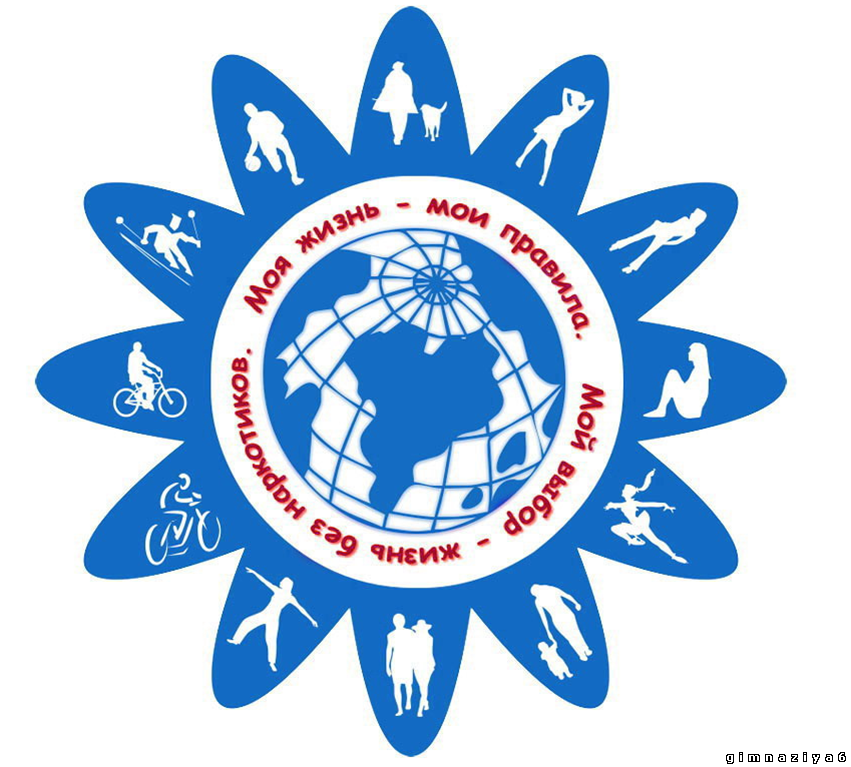 Моя жизнь - мои правила.
Мой выбор - жизнь без наркотиков.
gimnaziya6